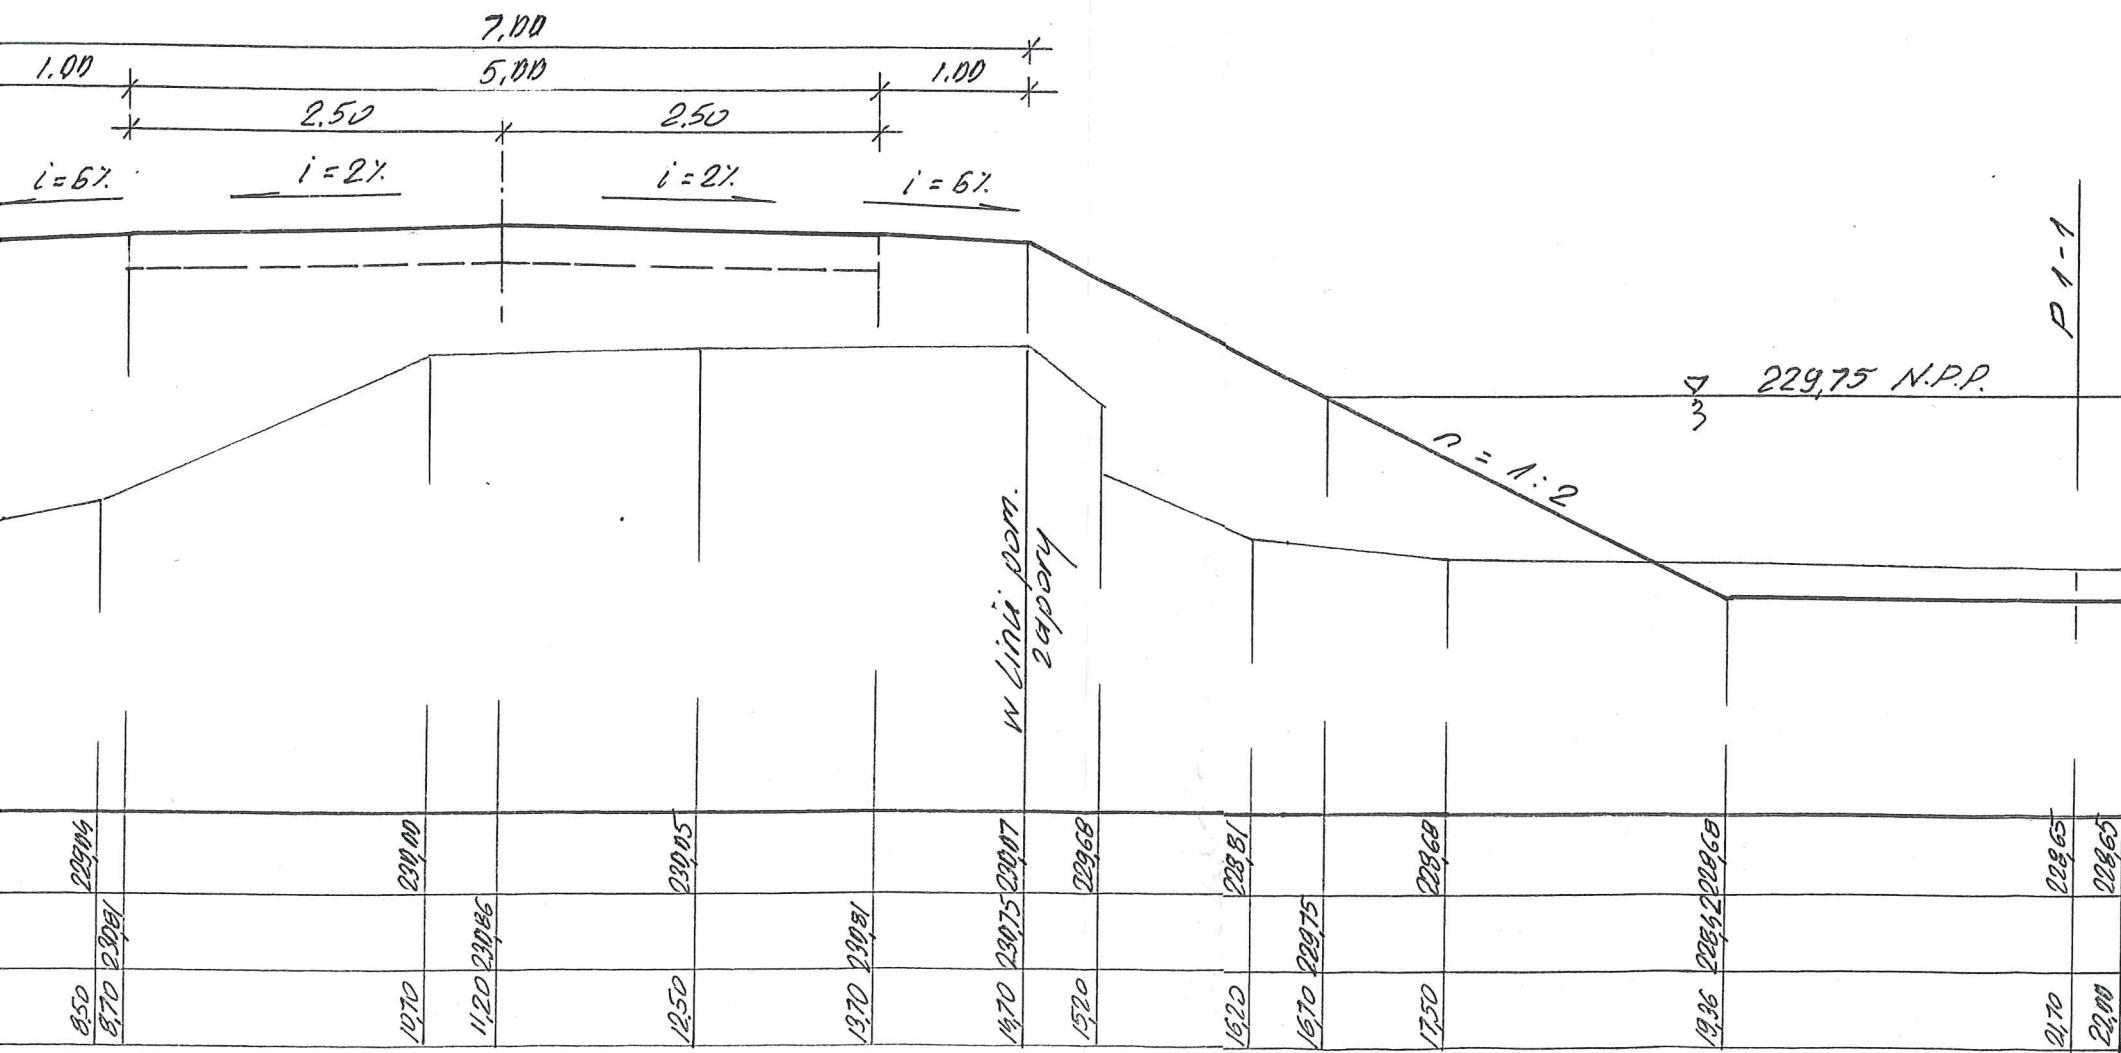 7,00
1.00 5,00 1.00
2.50 2.50
i=6% i=2% i=2% i=6%
P 1-1
229,75 N.P.P.
n = 1:2
w linii pom.
zapory
229,04 230,00 230,05 230,07 229,68 228,81 228,68 228,68 228,65 228,65
230,81 230,86 230,81 230,75 229,75 228,42
8,50 8,70 10,70 11,20 12,50 13,70 14,70 15,20 16,20 16,70 17,50 19,36 21,70 22,00